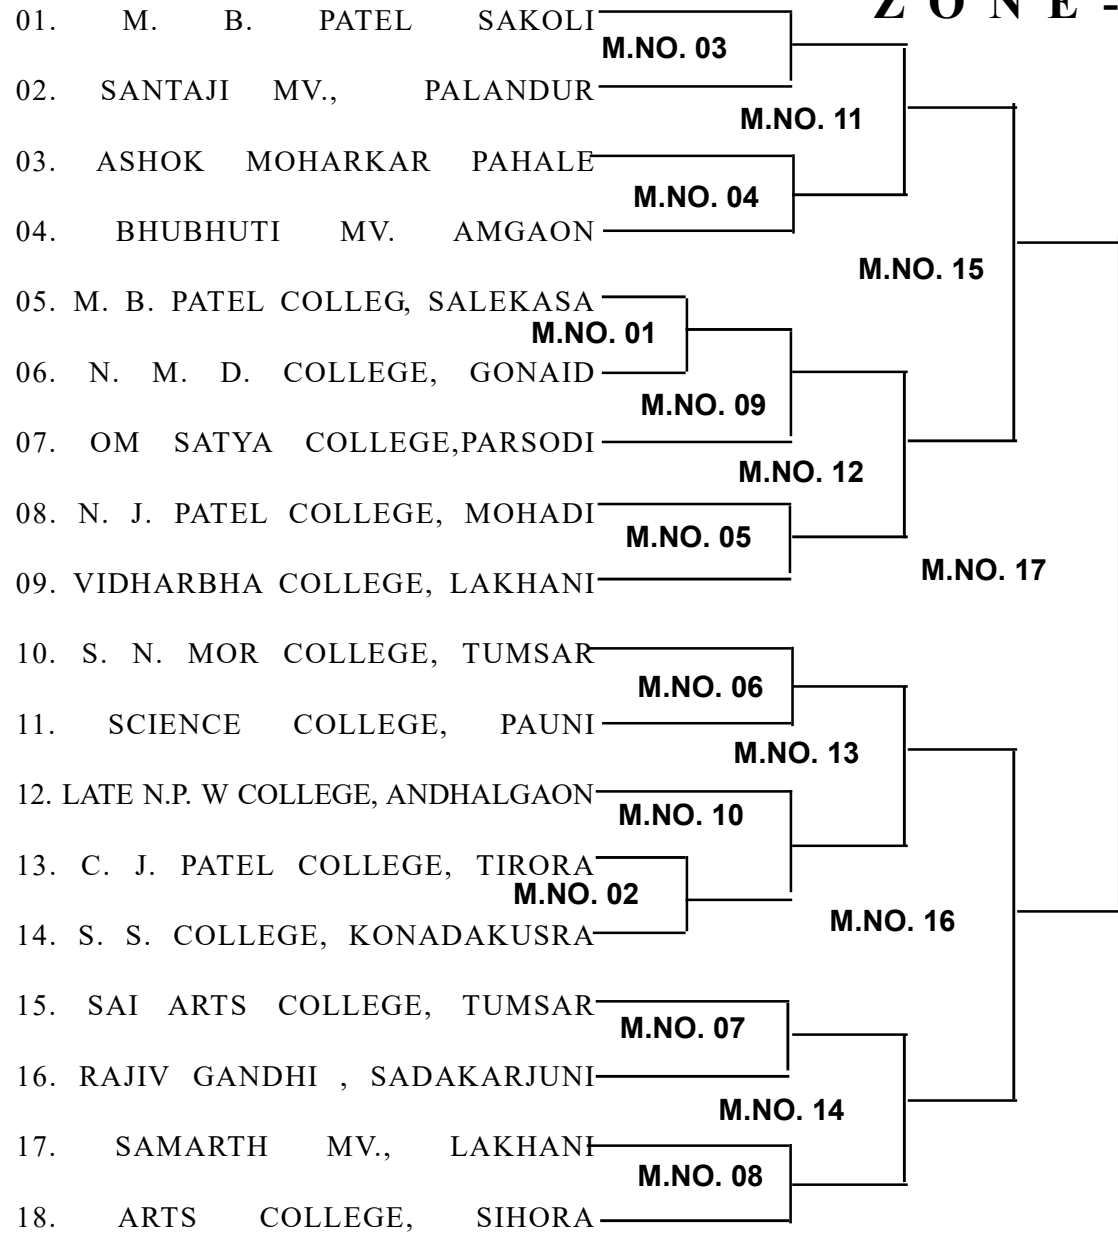 Z O N E -
01. M. B. PATEL SAKOLI
M.NO. 03
02. SANTAJI MV., PALANDUR
M.NO. 11
03. ASHOK MOHARKAR PAHALE
M.NO. 04
04. BHUBHUTI MV. AMGAON
M.NO. 15
05. M. B. PATEL COLLEG, SALEKASA
M.NO. 01
06. N. M. D. COLLEGE, GONAID
M.NO. 09
07. OM SATYA COLLEGE,PARSODI
M.NO. 12
08. N. J. PATEL COLLEGE, MOHADI
M.NO. 05
09. VIDHARBHA COLLEGE, LAKHANI
M.NO. 17
10. S. N. MOR COLLEGE, TUMSAR
M.NO. 06
11. SCIENCE COLLEGE, PAUNI
M.NO. 13
12. LATE N.P. W COLLEGE, ANDHALGAON
M.NO. 10
13. C. J. PATEL COLLEGE, TIRORA
M.NO. 02
M.NO. 16
14. S. S. COLLEGE, KONADAKUSRA
15. SAI ARTS COLLEGE, TUMSAR
M.NO. 07
16. RAJIV GANDHI , SADAKARJUNI
M.NO. 14
17. SAMARTH MV., LAKHANI
M.NO. 08
18. ARTS COLLEGE, SIHORA